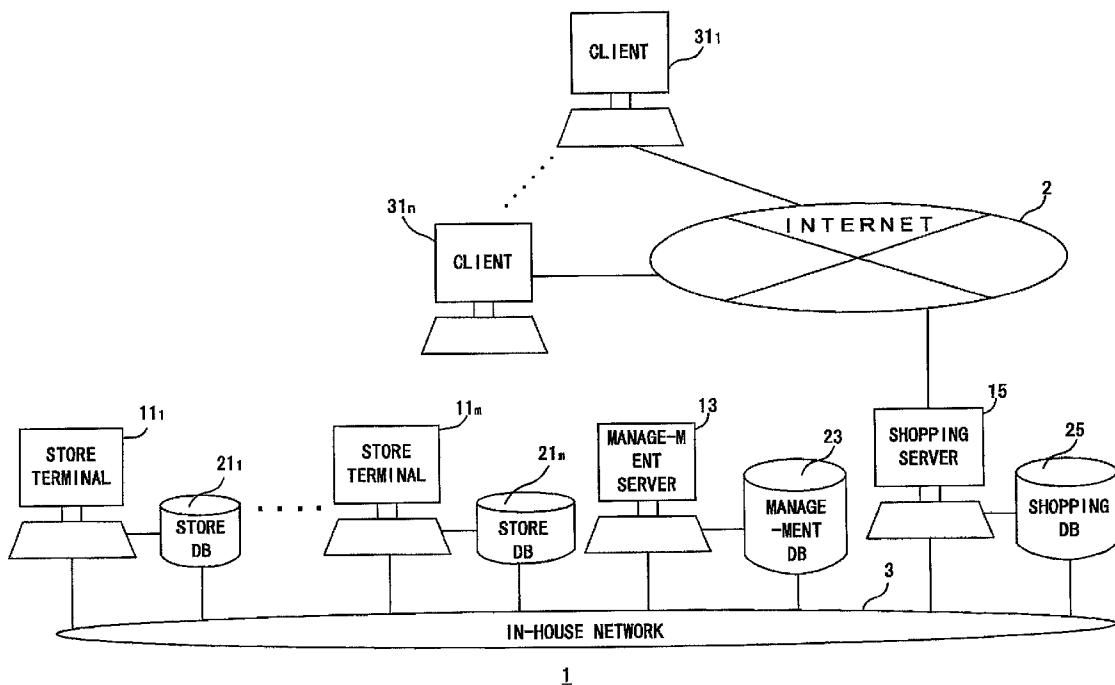 CLIENT
31₁
CLIENT
31n
INTERNET
2
STORE
TERMINAL
11₁
STORE
DB
21₁
STORE
TERMINAL
11m
STORE
DB
21m
MANAGE-M
ENT
SERVER
13
MANAGE
-MENT
DB
23
SHOPPING
SERVER
15
SHOPPING
DB
25
3
IN-HOUSE NETWORK
1